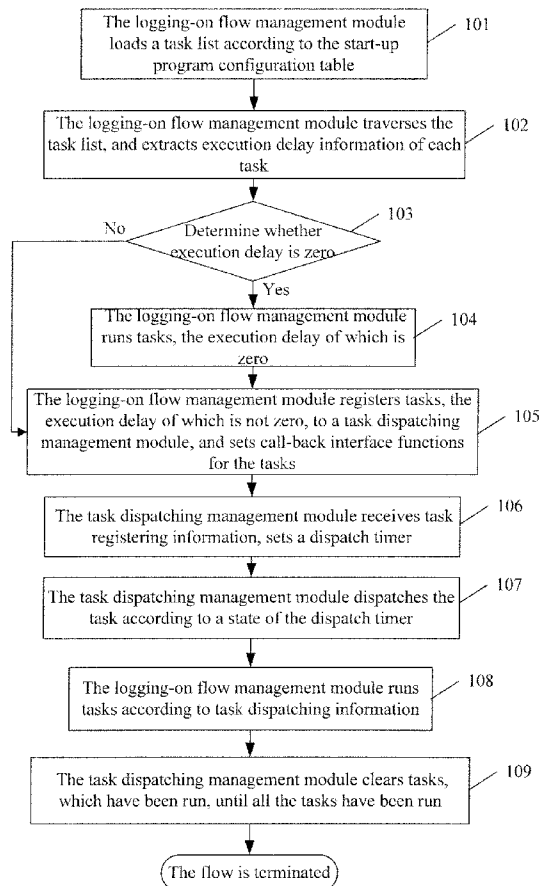 The logging-on flow management module
loads a task list according to the start-up
program configuration table
101
The logging-on flow management module traverses the
task list, and extracts execution delay information of each
task
102
Determine whether
execution delay is zero
103
No
Yes
The logging-on flow management module
runs tasks, the execution delay of which is
zero
104
The logging-on flow management module registers tasks, the
execution delay of which is not zero, to a task dispatching
management module, and sets call-back interface functions
for the tasks
105
The task dispatching management module receives task
registering information, sets a dispatch timer
106
The task dispatching management module dispatches the
task according to a state of the dispatch timer
107
The logging-on flow management module runs
tasks according to task dispatching information
108
The task dispatching management module clears tasks,
which have been run, until all the tasks have been run
109
The flow is terminated